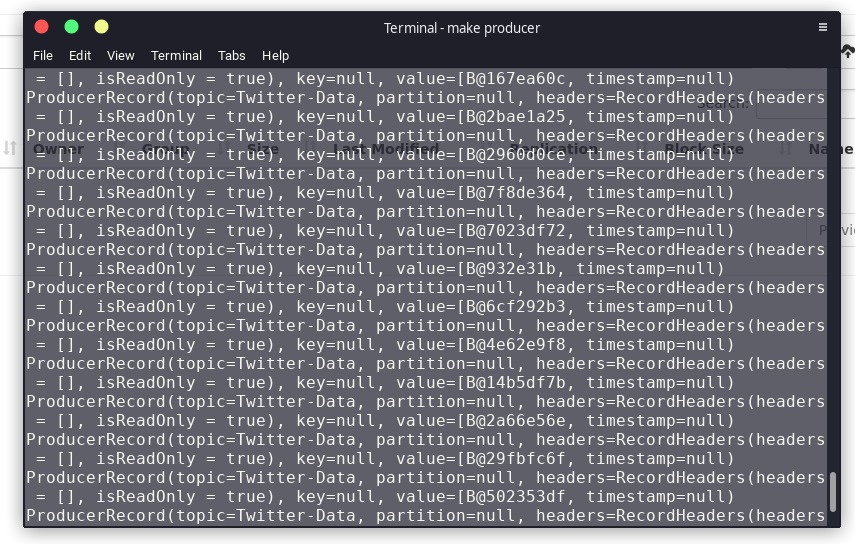 Terminal - make producer
File Edit View Terminal Tabs Help
= [], isReadOnly = true), key=null, value=[B@167ea60c, timestamp=null)
ProducerRecord(topic=Twitter-Data, partition=null, headers=RecordHeaders(headers
= [], isReadOnly = true), key=null, value=[B@2bae1a25, timestamp=null)
ProducerRecord(topic=Twitter-Data, partition=null, headers=RecordHeaders(headers
= [], isReadOnly = true), key=null, value=[B@2960d0ce, timestamp=null)
ProducerRecord(topic=Twitter-Data, partition=null, headers=RecordHeaders(headers
= [], isReadOnly = true), key=null, value=[B@7f8de364, timestamp=null)
ProducerRecord(topic=Twitter-Data, partition=null, headers=RecordHeaders(headers
= [], isReadOnly = true), key=null, value=[B@7023df72, timestamp=null)
ProducerRecord(topic=Twitter-Data, partition=null, headers=RecordHeaders(headers
= [], isReadOnly = true), key=null, value=[B@932e31b, timestamp=null)
ProducerRecord(topic=Twitter-Data, partition=null, headers=RecordHeaders(headers
= [], isReadOnly = true), key=null, value=[B@6cf292b3, timestamp=null)
ProducerRecord(topic=Twitter-Data, partition=null, headers=RecordHeaders(headers
= [], isReadOnly = true), key=null, value=[B@4e62e9f8, timestamp=null)
ProducerRecord(topic=Twitter-Data, partition=null, headers=RecordHeaders(headers
= [], isReadOnly = true), key=null, value=[B@14b5df7b, timestamp=null)
ProducerRecord(topic=Twitter-Data, partition=null, headers=RecordHeaders(headers
= [], isReadOnly = true), key=null, value=[B@2a66e56e, timestamp=null)
ProducerRecord(topic=Twitter-Data, partition=null, headers=RecordHeaders(headers
= [], isReadOnly = true), key=null, value=[B@29fbfc6f, timestamp=null)
ProducerRecord(topic=Twitter-Data, partition=null, headers=RecordHeaders(headers
= [], isReadOnly = true), key=null, value=[B@502353df, timestamp=null)
ProducerRecord(topic=Twitter-Data, partition=null, headers=RecordHeaders(headers
Search:
Owner Group Size Last Modified Replication Block Size Name